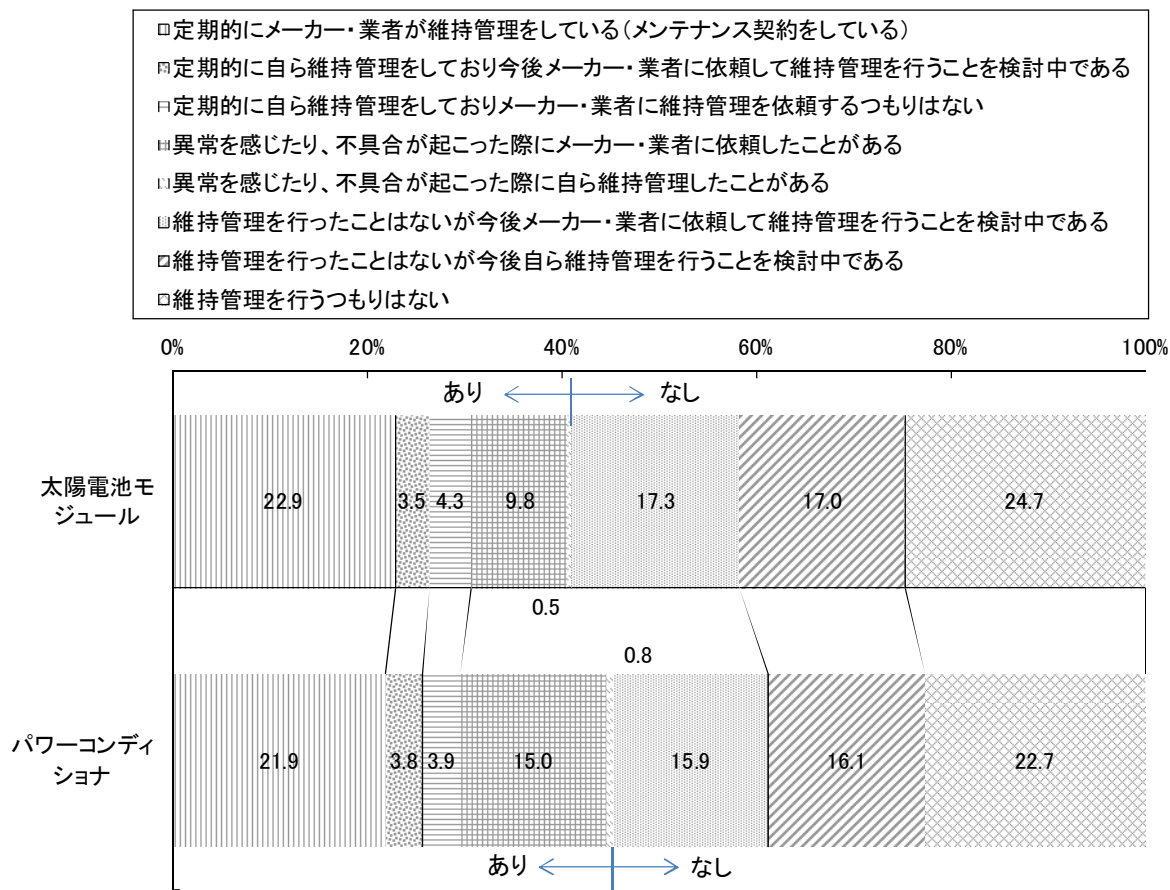 定期的にメーカー・業者が維持管理をしている(メンテナンス契約をしている)
定期的に自ら維持管理をしており今後メーカー・業者に依頼して維持管理を行うことを検討中である
定期的に自ら維持管理をしておりメーカー・業者に維持管理を依頼するつもりはない
異常を感じたり、不具合が起こった際にメーカー・業者に依頼したことがある
異常を感じたり、不具合が起こった際に自ら維持管理したことがある
維持管理を行ったことはないが今後メーカー・業者に依頼して維持管理を行うことを検討中である
維持管理を行ったことはないが今後自ら維持管理を行うことを検討中である
維持管理を行うつもりはない
0% 20% 40% 60% 80% 100%
あり なし
太陽電池モ
ジュール
22.9 3.5 4.3 9.8 17.3 17.0 24.7
0.5
0.8
パワーコンディ
ショナ
21.9 3.8 3.9 15.0 15.9 16.1 22.7
あり なし